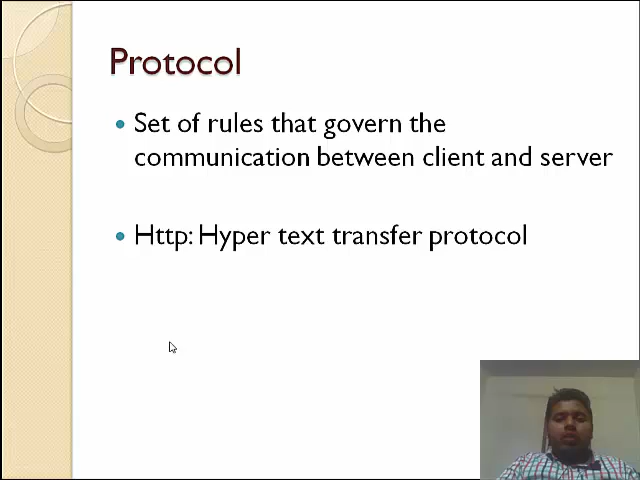 Protocol
Set of rules that govern the
communication between client and server
Http: Hyper text transfer protocol